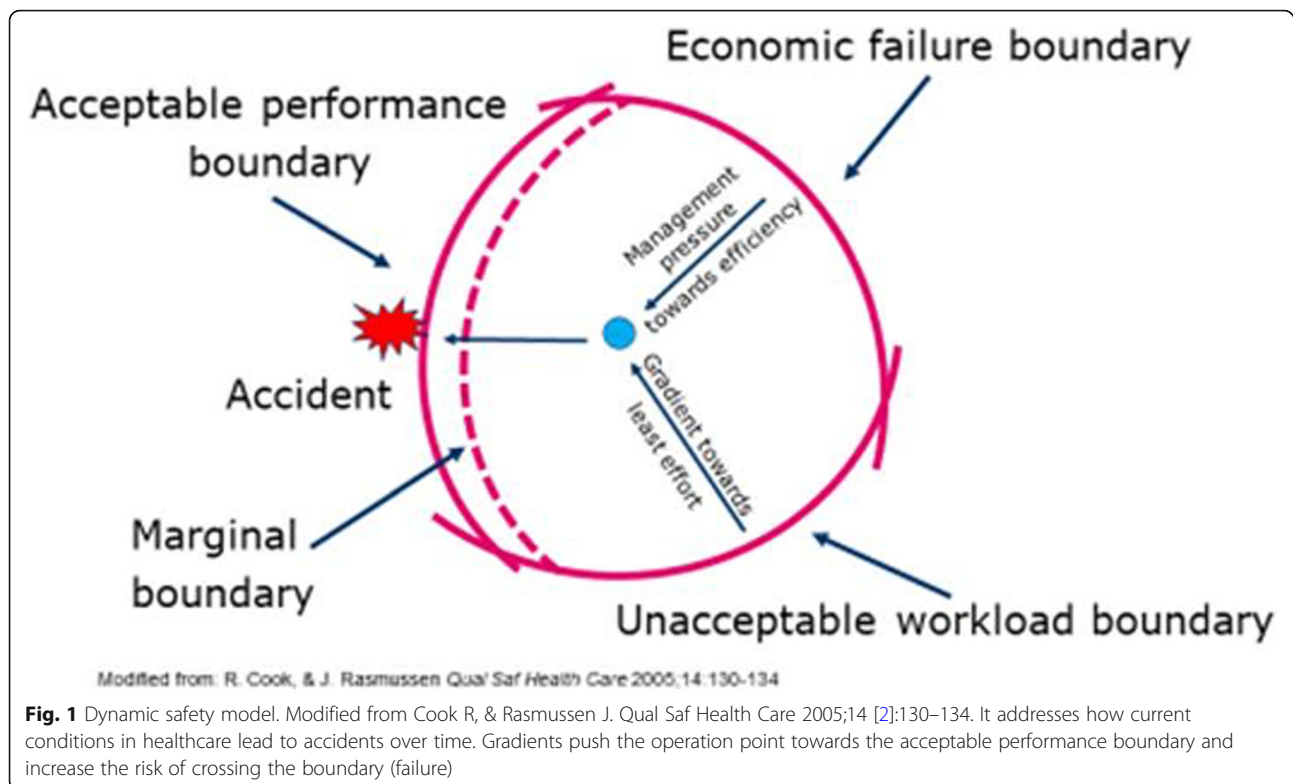 Economic failure boundary
Acceptable performance
boundary
Management
pressure
towards efficiency
Gradient towards
least effort
Accident
Marginal
boundary
Unacceptable workload boundary
Modified from: R. Cook, & J. Rasmussen Qual Saf Health Care 2005;14:130-134
Fig. 1 Dynamic safety model. Modified from Cook R, & Rasmussen J. Qual Saf Health Care 2005;14 [2]:130–134. It addresses how current
conditions in healthcare lead to accidents over time. Gradients push the operation point towards the acceptable performance boundary and
increase the risk of crossing the boundary (failure)